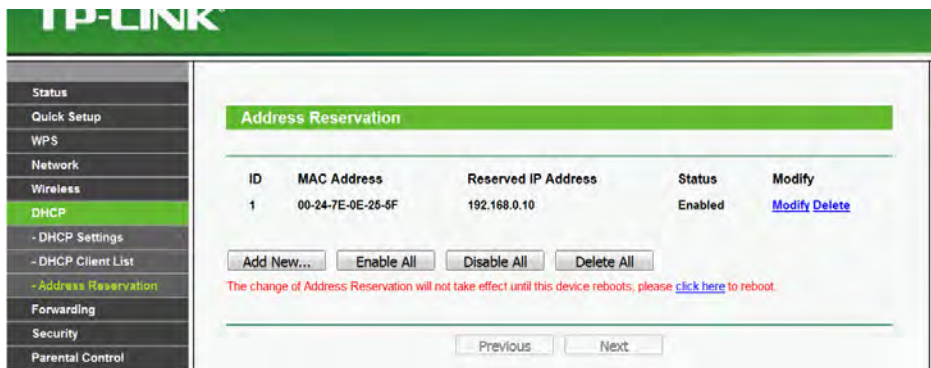 TP-LINK
Status
Quick Setup
WPS
Network
Wireless
DHCP
- DHCP Settings
- DHCP Client List
- Address Reservation
Forwarding
Security
Parental Control
Address Reservation
ID MAC Address Reserved IP Address Status Modify
1 00-24-7E-0E-25-5F 192.168.0.10 Enabled Modify Delete
Add New... Enable All Disable All Delete All
The change of Address Reservation will not take effect until this device reboots, please click here to reboot.
Previous Next